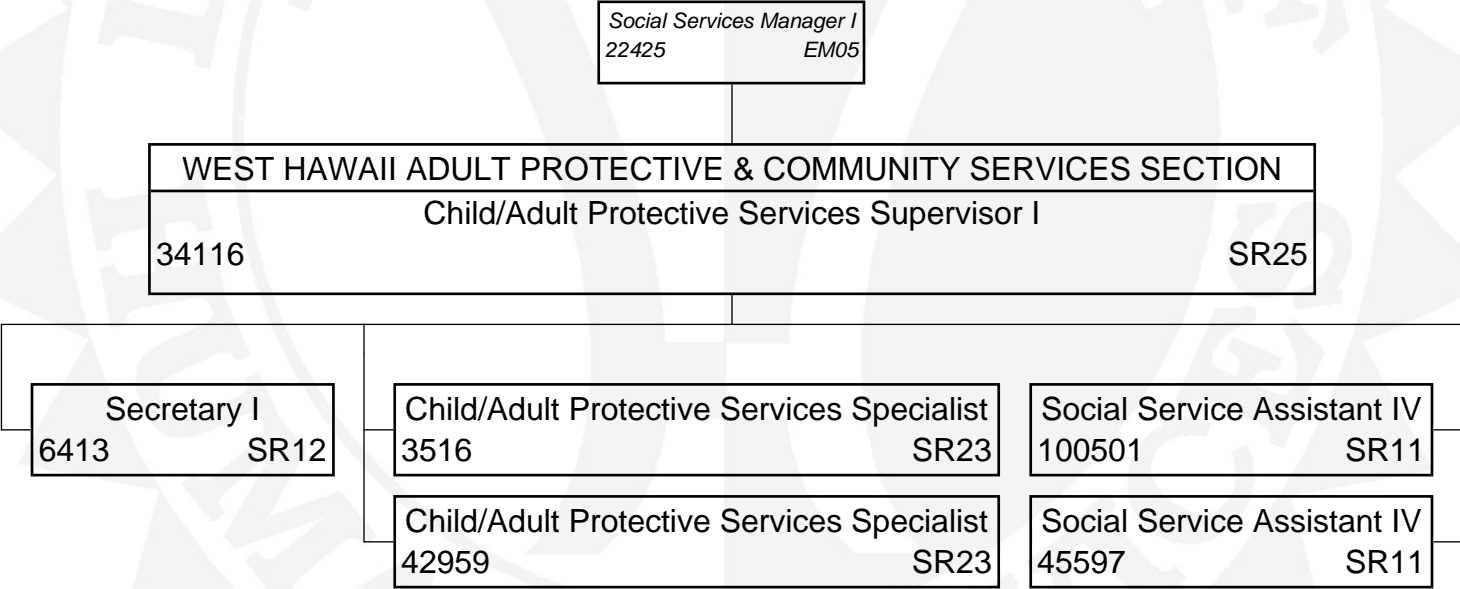 Social Services Manager I
22425 EM05
WEST HAWAII ADULT PROTECTIVE & COMMUNITY SERVICES SECTION
Child/Adult Protective Services Supervisor I
34116 SR25
Secretary I
6413 SR12
Child/Adult Protective Services Specialist
3516 SR23
Social Service Assistant IV
100501 SR11
Child/Adult Protective Services Specialist
42959 SR23
Social Service Assistant IV
45597 SR11